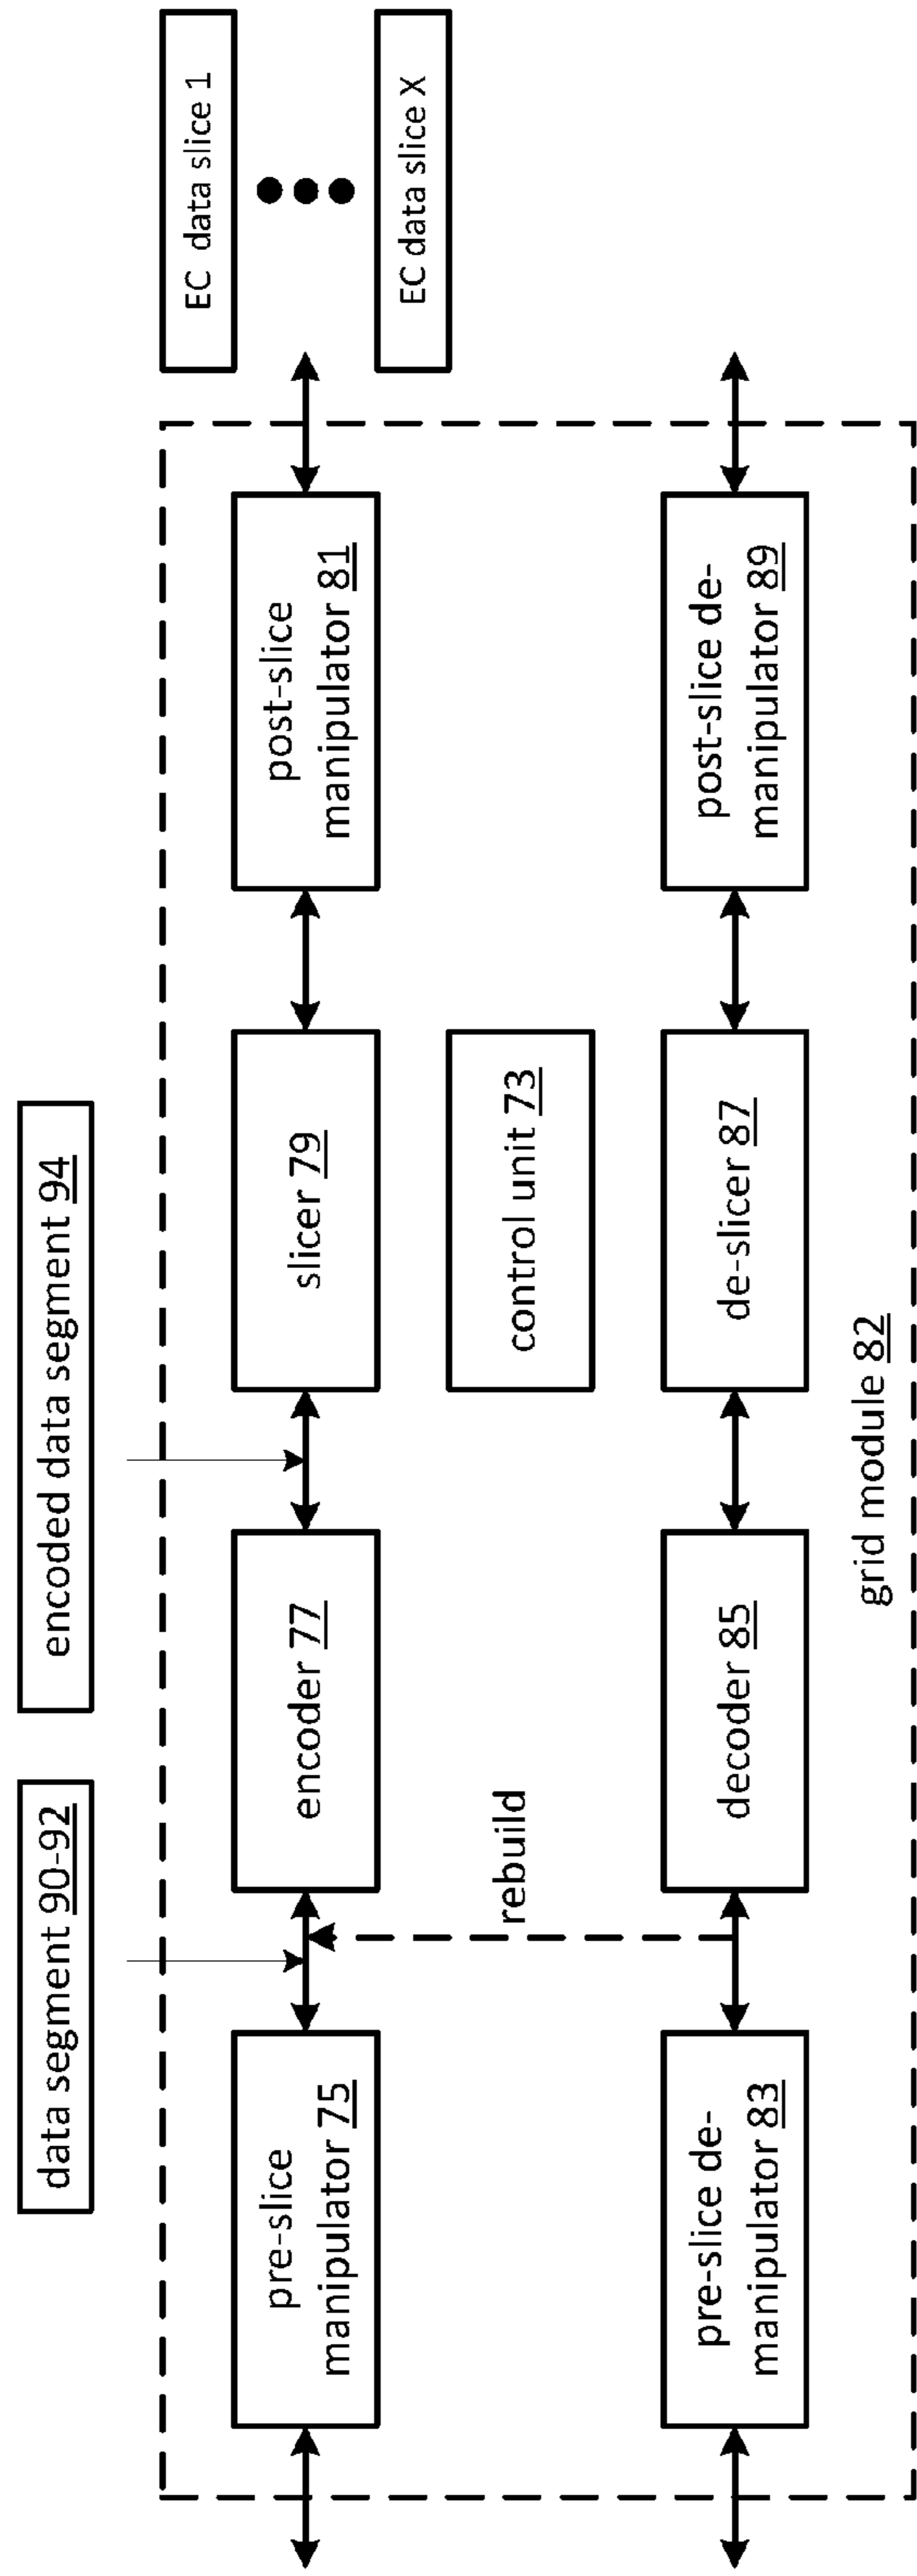 data segment 90-92
encoded data segment 94
EC data slice 1
EC data slice X
pre-slice
manipulator 75
encoder 77
slicer 79
post-slice
manipulator 81
rebuild
control unit 73
pre-slice de-
manipulator 83
decoder 85
de-slicer 87
post-slice de-
manipulator 89
grid module 82